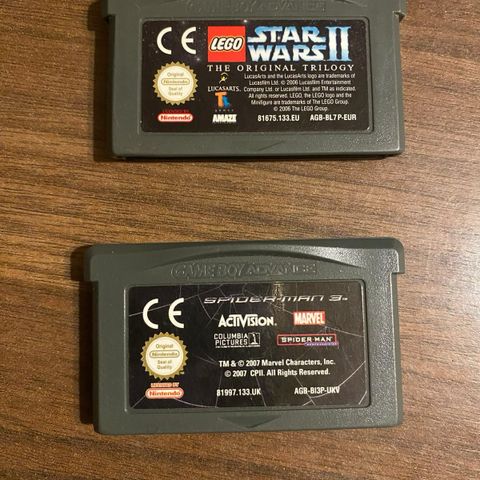 CE
LEGO
STAR WARS II
THE ORIGINAL TRILOGY
LucasArts and the LucasArts logo are trademarks of
Lucasfilm Ltd. © 2006 Lucasfilm Entertainment
Company Ltd. or Lucasfilm Ltd. and TM as indicated.
All rights reserved. LEGO, the LEGO logo and the
Minifigure are trademarks of The LEGO Group.
© 2006 The LEGO Group.
LUCASARTS
Original
Nintendo
Seal of
Quality
Nintendo
AMAZE
81675.133.EU AGB-BL7P-EUR
GAME BOY ADVANCE
CE
SPIDER-MAN 3
ACTIVISION. MARVEL
COLUMBIA
PICTURES
SPIDER-MAN
Original
Nintendo
Seal of
Quality
TM & © 2007 Marvel Characters, Inc.
© 2007 CPII. All Rights Reserved.
LICENSED BY
Nintendo
81997.133.UK AGB-BI3P-UKV